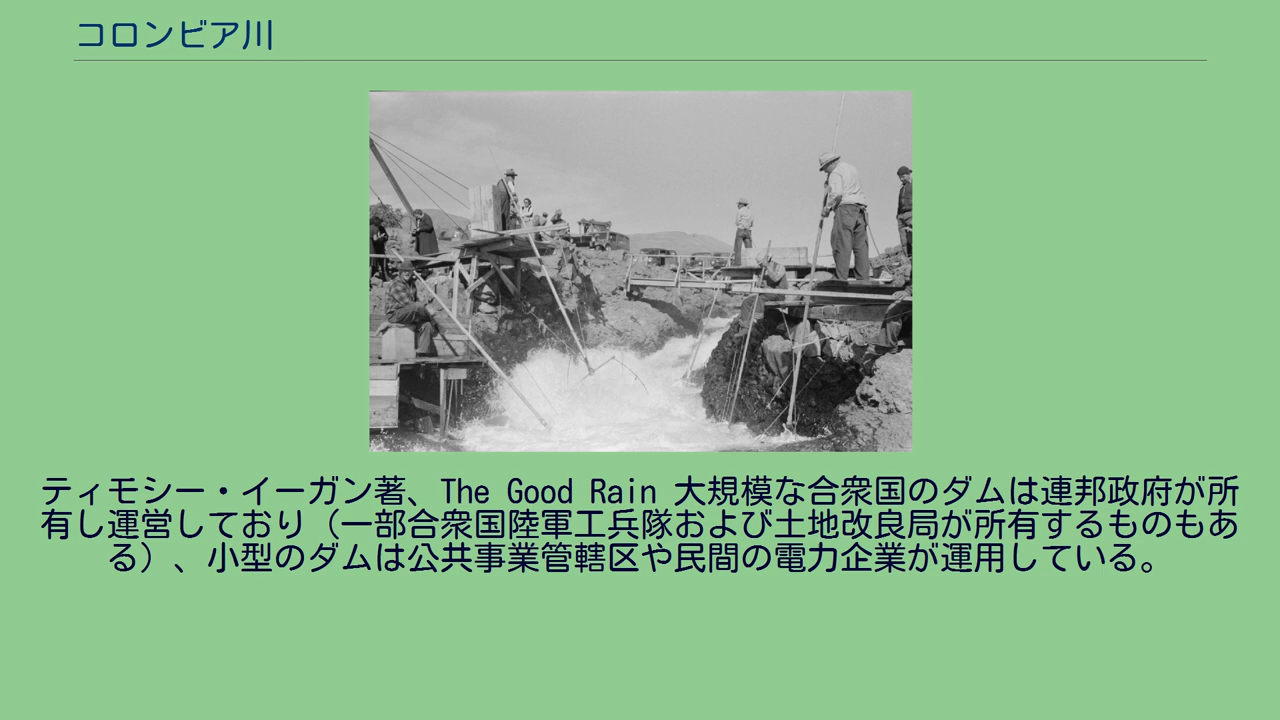 コロンビア川
ティモシー・イーガン著、The Good Rain 大規模な合衆国のダムは連邦政府が所
有し運営しており（一部合衆国陸軍工兵隊および土地改良局が所有するものもあ
る）、小型のダムは公共事業管轄区や民間の電力企業が運用している。